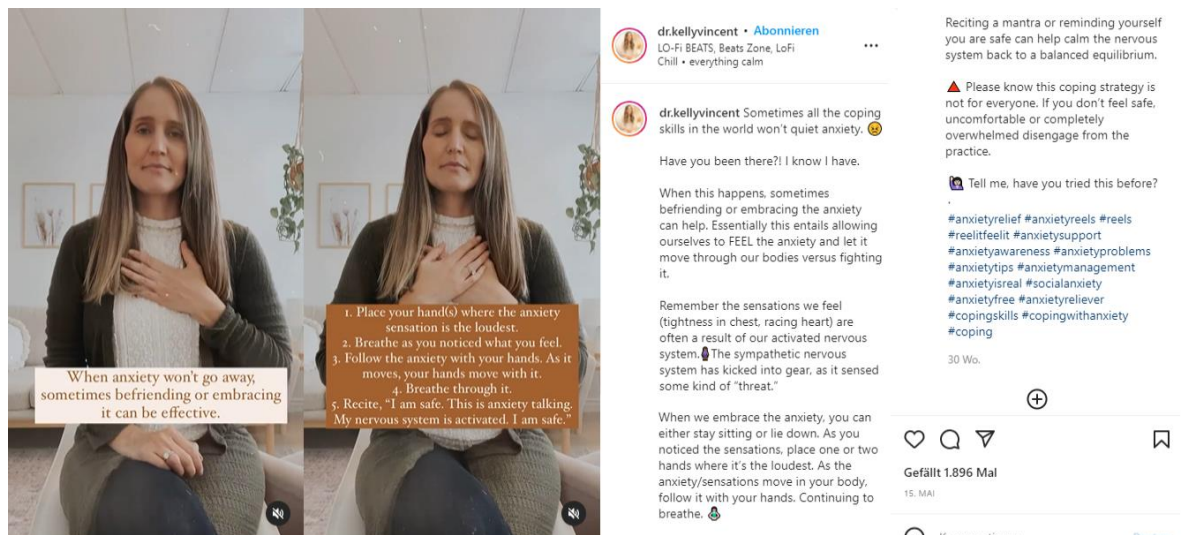 When anxiety won't go away,
sometimes befriending or embracing
it can be effective.
1. Place your hand(s) where the anxiety
sensation is the loudest.
2. Breathe as you noticed what you feel.
3. Follow the anxiety with your hands. As it
moves, your hands move with it.
4. Breathe through it.
5. Recite, "I am safe. This is anxiety talking.
My nervous system is activated. I am safe."
dr.kellyvincent • Abonnieren
LO-Fi BEATS, Beats Zone, LoFi
Chill • everything calm
dr.kellyvincent Sometimes all the coping
skills in the world won't quiet anxiety. 😖
Have you been there?! I know I have.
When this happens, sometimes
befriending or embracing the anxiety
can help. Essentially this entails allowing
ourselves to FEEL the anxiety and let it
move through our bodies versus fighting
it.
Remember the sensations we feel
(tightness in chest, racing heart) are
often a result of our activated nervous
system. The sympathetic nervous
system has kicked into gear, as it sensed
some kind of "threat."
When we embrace the anxiety, you can
either stay sitting or lie down. As you
noticed the sensations, place one or two
hands where it's the loudest. As the
anxiety/sensations move in your body,
follow it with your hands. Continuing to
breathe.
Reciting a mantra or reminding yourself
you are safe can help calm the nervous
system back to a balanced equilibrium.
🔺 Please know this coping strategy is
not for everyone. If you don't feel safe,
uncomfortable or completely
overwhelmed disengage from the
practice.
🙋🏻‍♀️ Tell me, have you tried this before?
.
#anxietyrelief #anxietyreels #reels
#reelitfeelit #anxietysupport
#anxietyawareness #anxietyproblems
#anxietytips #anxietymanagement
#anxietyisreal #socialanxiety
#anxietyfree #anxietyreliever
#copingskills #copingwithanxiety
#coping
30 Wo.
Gefällt 1.896 Mal
15. MAI